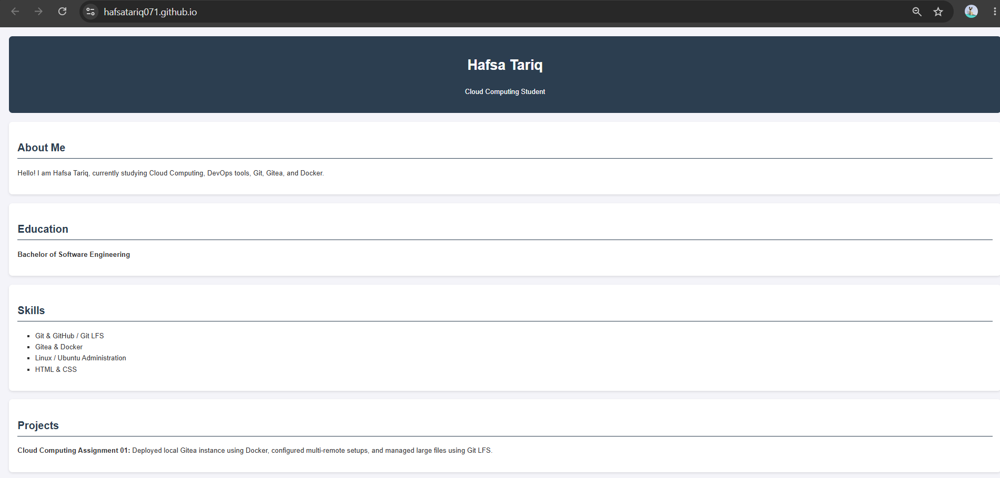 hafsatariq071.github.io
Hafsa Tariq
Cloud Computing Student
About Me
Hello! I am Hafsa Tariq, currently studying Cloud Computing, DevOps tools, Git, Gitea, and Docker.
Education
Bachelor of Software Engineering
Skills
Git & GitHub / Git LFS
Gitea & Docker
Linux / Ubuntu Administration
HTML & CSS
Projects
Cloud Computing Assignment 01: Deployed local Gitea instance using Docker, configured multi-remote setups, and managed large files using Git LFS.